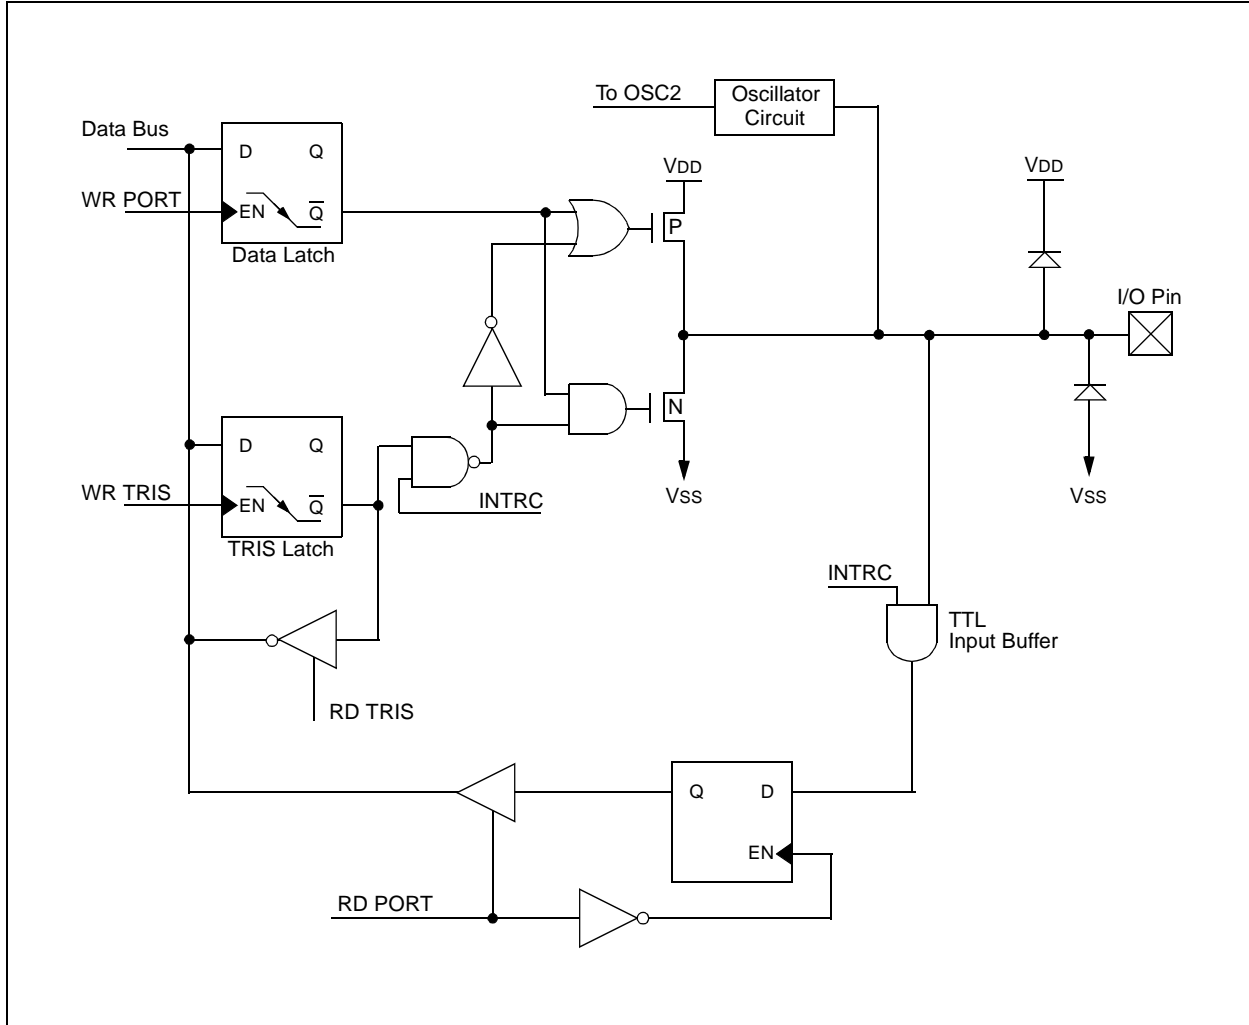 To OSC2
Oscillator
Circuit
Data Bus
D
Q
VDD
VDD
WR PORT
EN
Q̅
P
Data Latch
I/O Pin
D
Q
N
WR TRIS
EN
Q̅
INTRC
VSS
VSS
TRIS Latch
INTRC
TTL
Input Buffer
RD TRIS
Q
D
EN
RD PORT